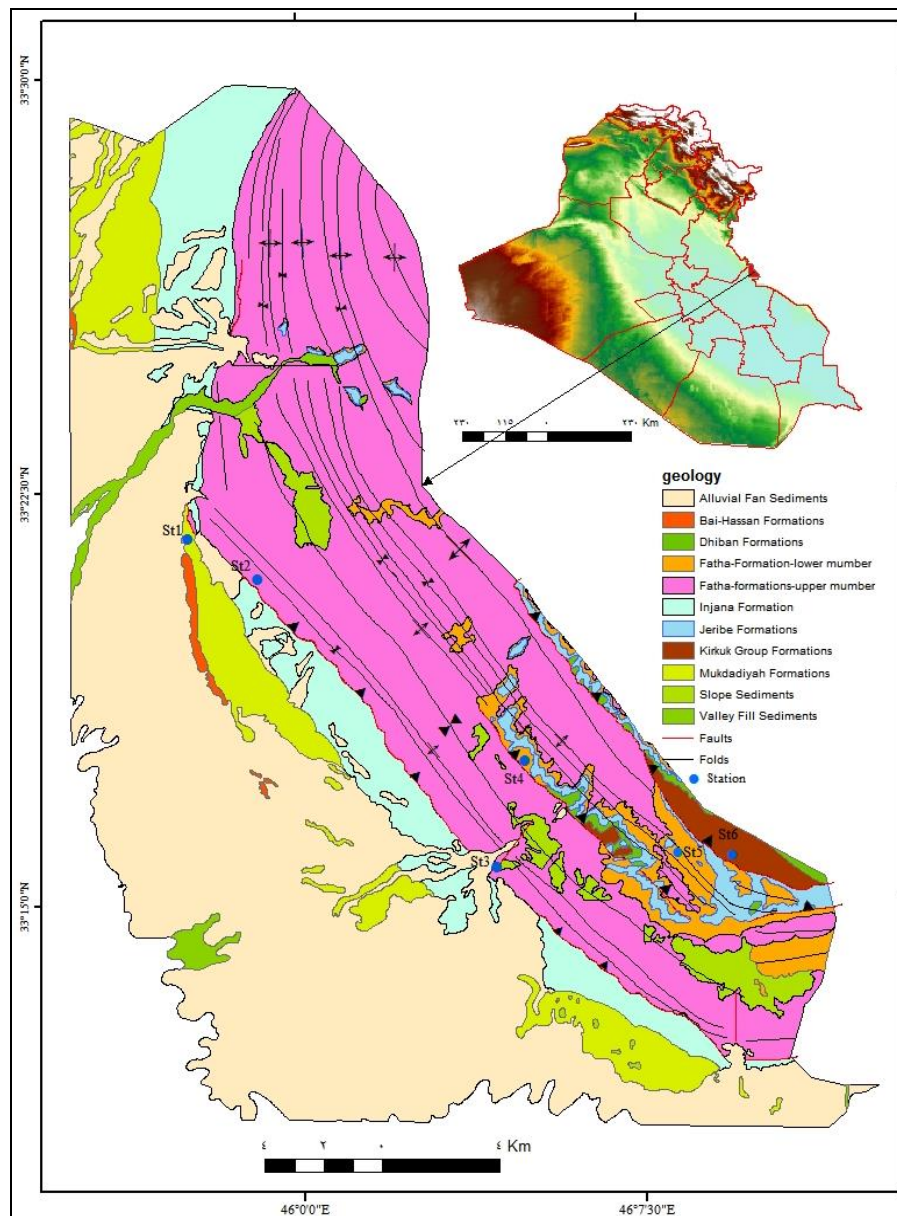 33°30'0"N
33°22'30"N
33°15'0"N
٢٣٠ ١١٥ ٠ ٢٣٠ Km
geology
Alluvial Fan Sediments
Bai-Hassan Formations
Dhiban Formations
Fatha-Formation-lower mumber
Fatha-formations-upper mumber
Injana Formation
Jeribe Formations
Kirkuk Group Formations
Mukdadiyah Formations
Slope Sediments
Valley Fill Sediments
Faults
Folds
Station
St1
St2
St3
St4
St5
St6
٤ ٢ ٠ ٤ Km
46°0'0"E
46°7'30"E